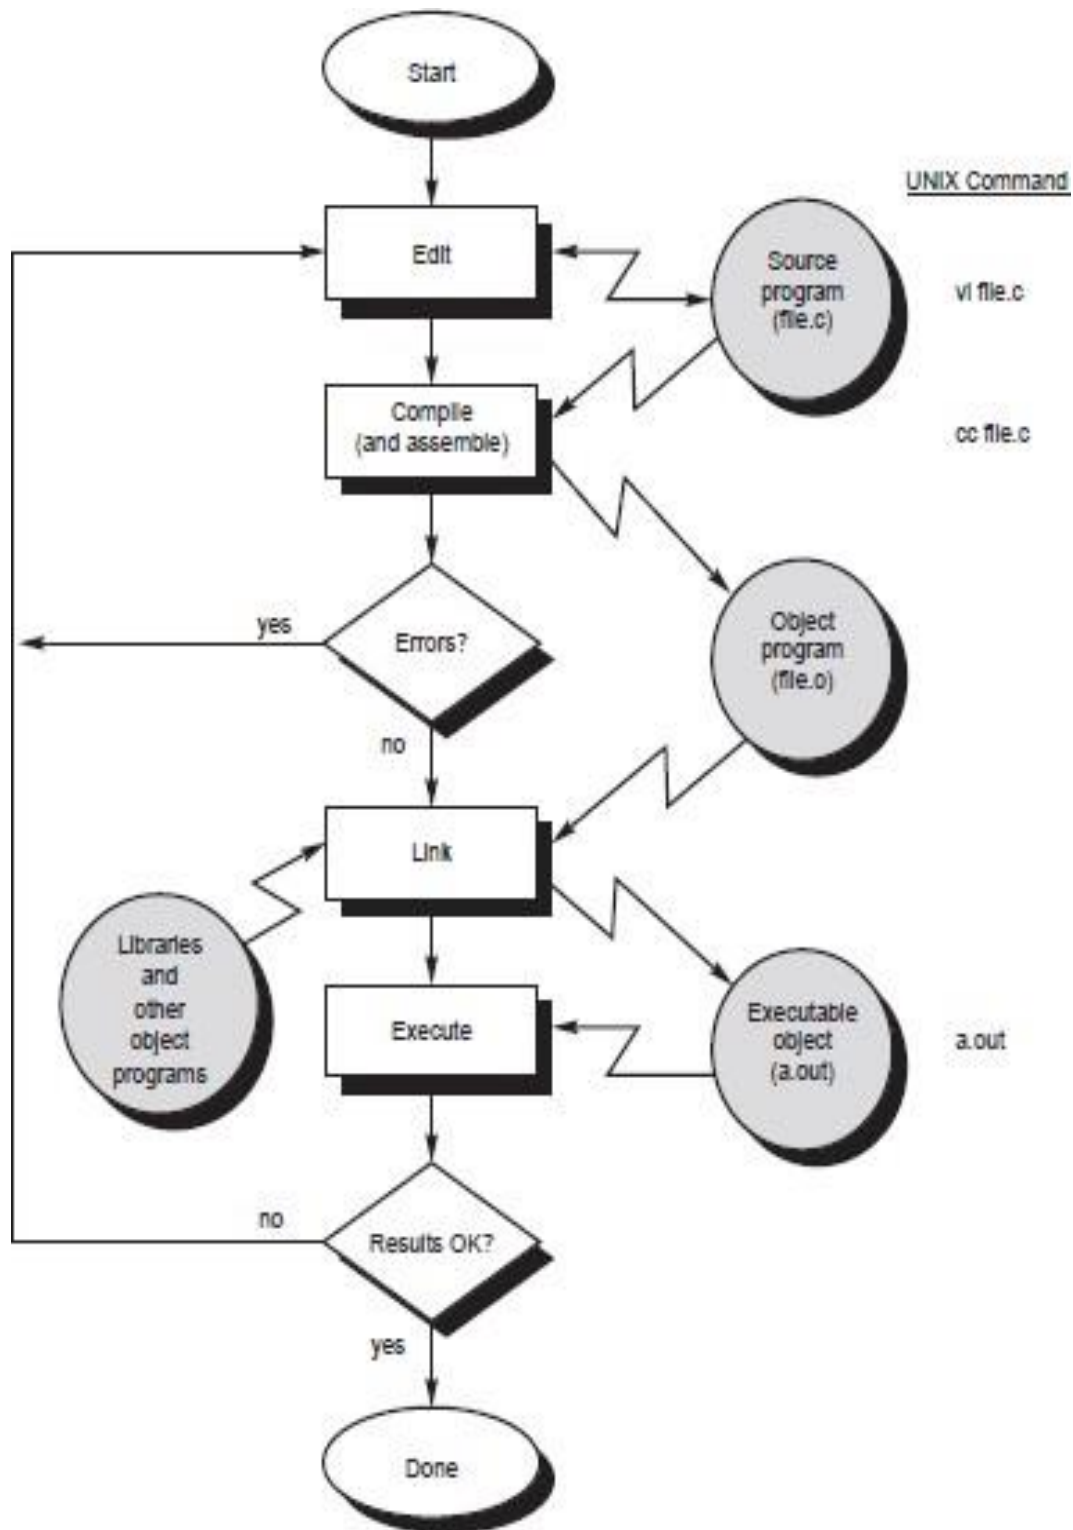 Start
UNIX Command
Edit
Source
program
(file.c)
vi file.c
Compile
(and assemble)
cc file.c
yes
Errors?
Object
program
(file.o)
no
Link
Libraries
and
other
object
programs
Execute
Executable
object
(a.out)
a.out
no
Results OK?
yes
Done